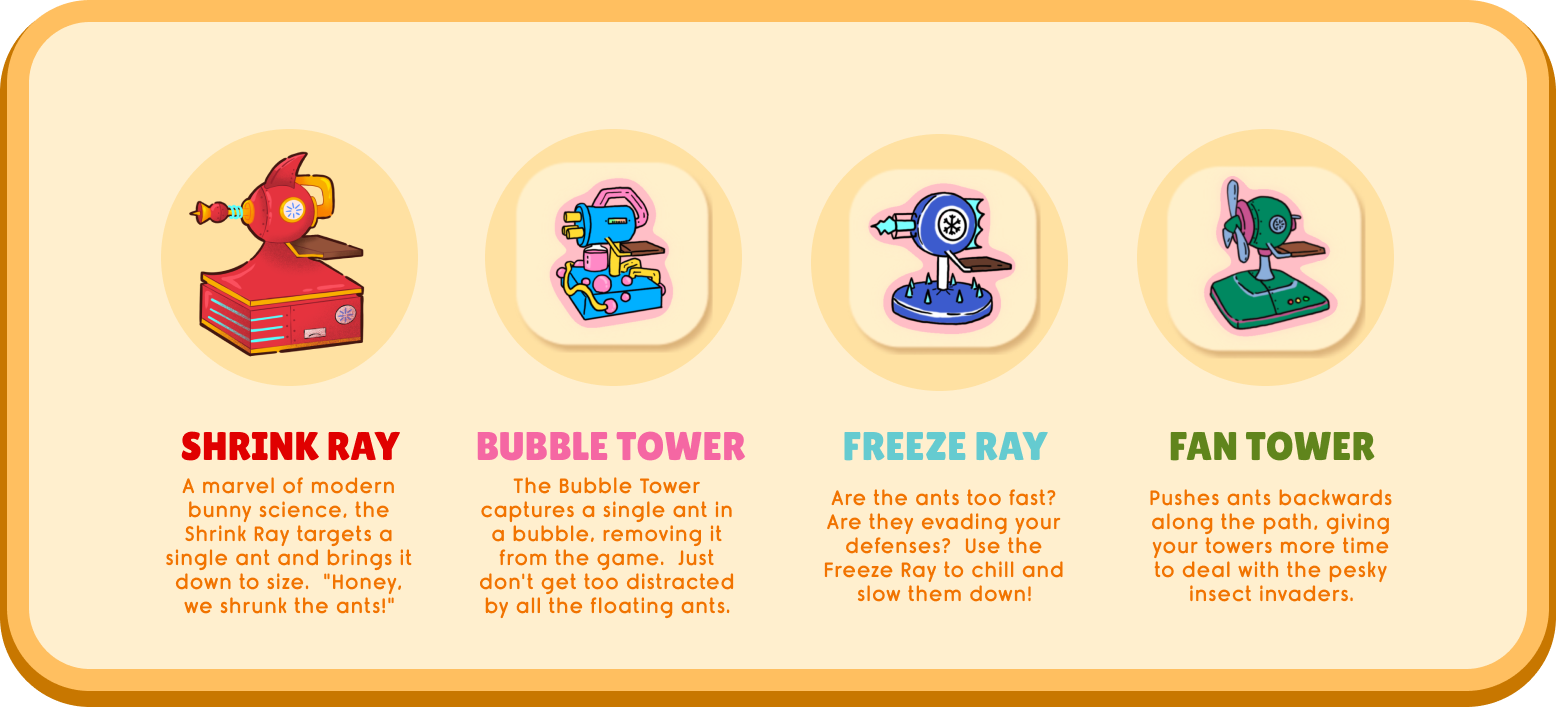 SHRINK RAY
A marvel of modern
bunny science, the
Shrink Ray targets a
single ant and brings it
down to size.  "Honey,
we shrunk the ants!"
BUBBLE TOWER
The Bubble Tower
captures a single ant in
a bubble, removing it
from the game.  Just
don't get too distracted
by all the floating ants.
FREEZE RAY
Are the ants too fast?
Are they evading your
defenses?  Use the
Freeze Ray to chill and
slow them down!
FAN TOWER
Pushes ants backwards
along the path, giving
your towers more time
to deal with the pesky
insect invaders.